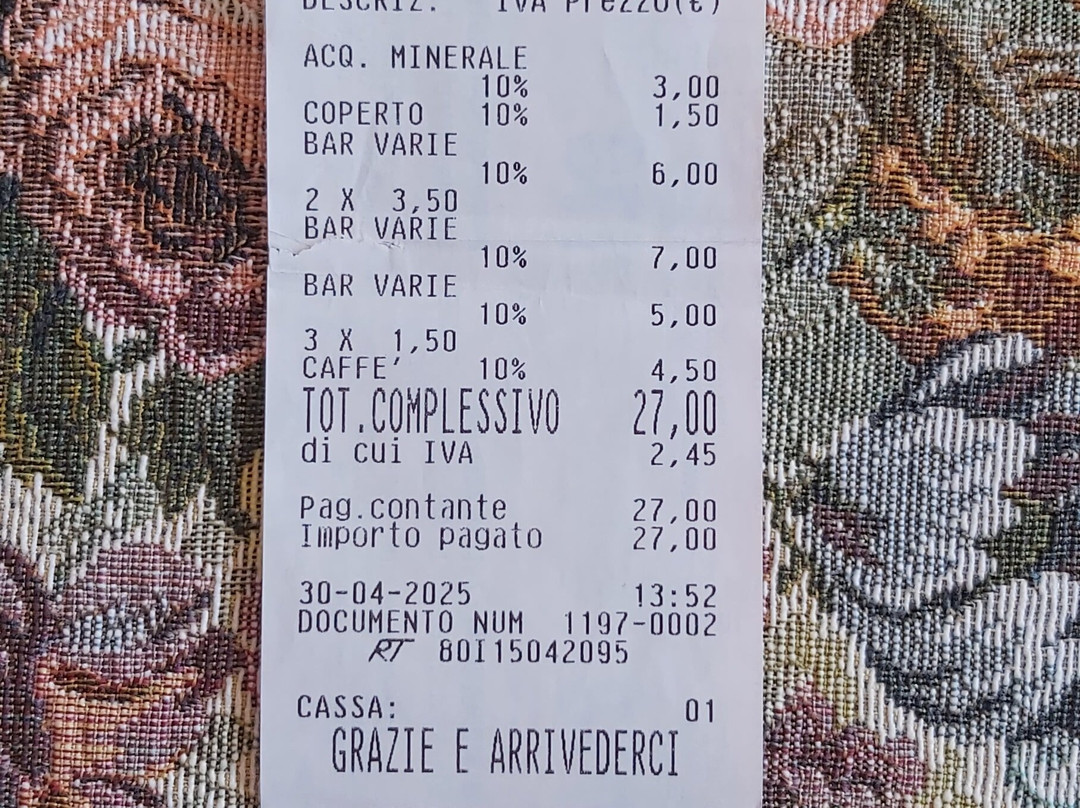 DESCRIZ. IVA Prezzo(€)
ACQ. MINERALE
10% 3,00
COPERTO 10% 1,50
BAR VARIE
10% 6,00
2 X 3,50
BAR VARIE
10% 7,00
BAR VARIE
10% 5,00
3 X 1,50
CAFFE' 10% 4,50
TOT.COMPLESSIVO 27,00
di cui IVA 2,45
Pag.contante 27,00
Importo pagato 27,00
30-04-2025 13:52
DOCUMENTO NUM 1197-0002
RT 80I15042095
CASSA: 01
GRAZIE E ARRIVEDERCI